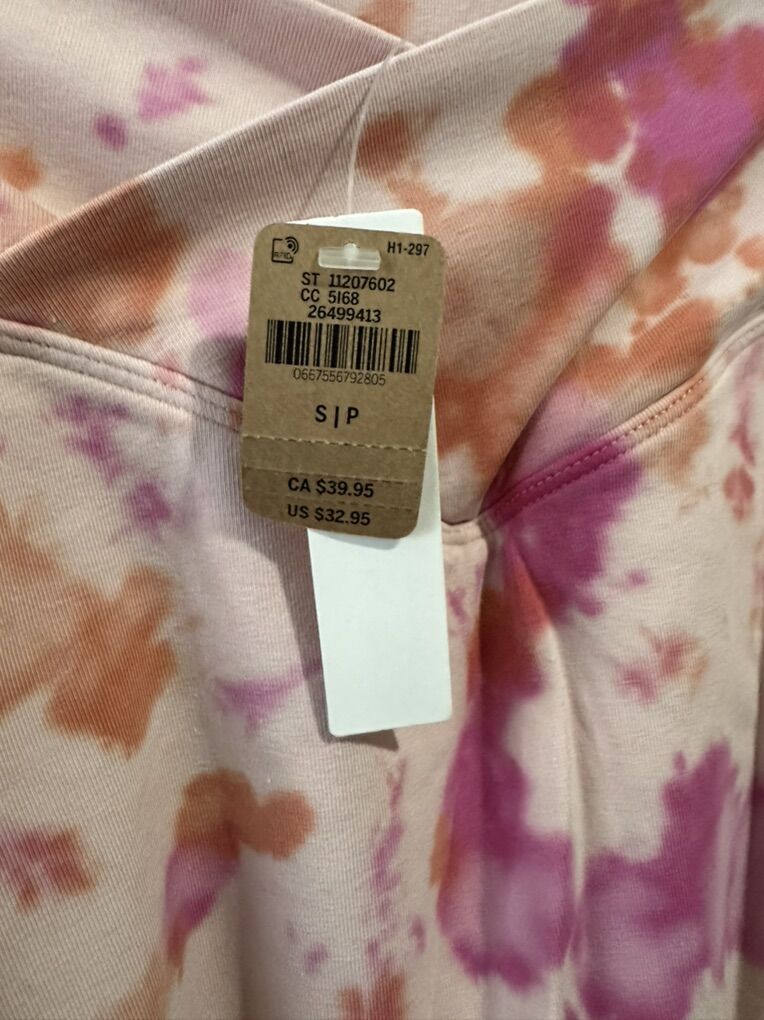 H1-297
ST 11207602
CC 5168
26499413
0667556792805
S|P
CA $39.95
US $32.95